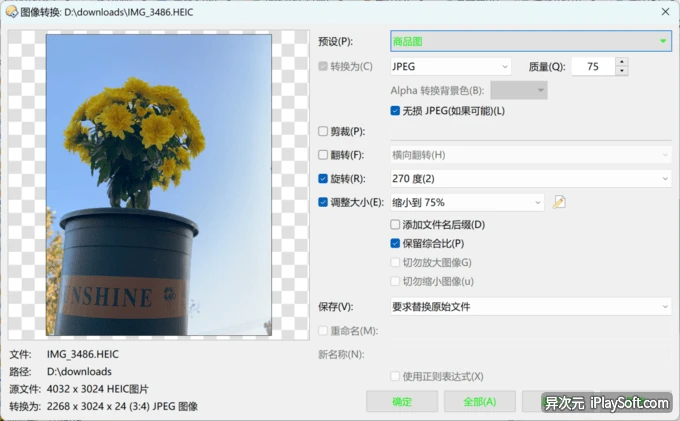 图像转换: D:\downloads\IMG_3486.HEIC
预设(P): 商品图
转换为(C) JPEG 质量(Q): 75
Alpha 转换背景色(B):
无损 JPEG(如果可能)(L)
剪裁(P):
翻转(F): 横向翻转(H)
旋转(R): 270 度(2)
调整大小(E): 缩小到 75%
添加文件名后缀(D)
保留综合比(P)
切勿放大图像G)
切勿缩小图像(u)
NSHINE
保存(V): 要求替换原始文件
重命名(M):
新名称(N):
使用正则表达式(X)
文件: IMG_3486.HEIC
路径: D:\downloads
源文件: 4032 x 3024 HEIC图片
转换为: 2268 x 3024 x 24 (3:4) JPEG 图像
确定 全部(A)
异次元 iPlaySoft.com